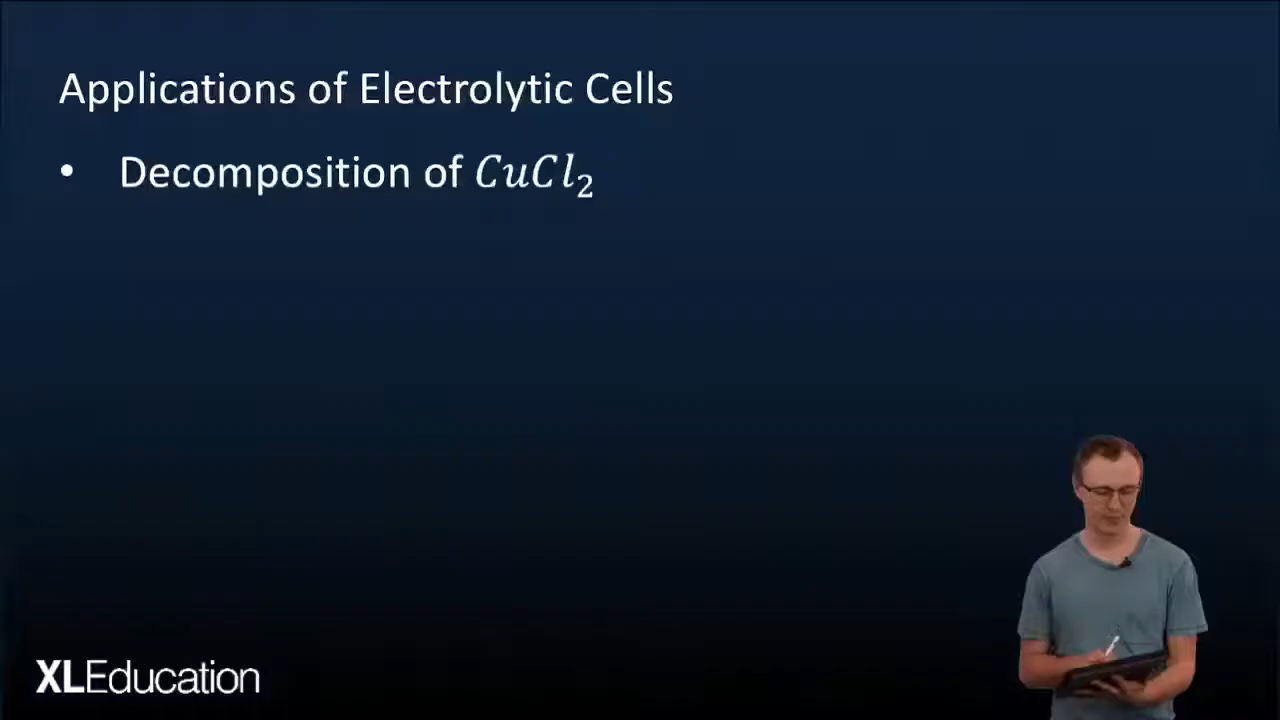 Applications of Electrolytic Cells
• Decomposition of CuCl₂
XLEducation